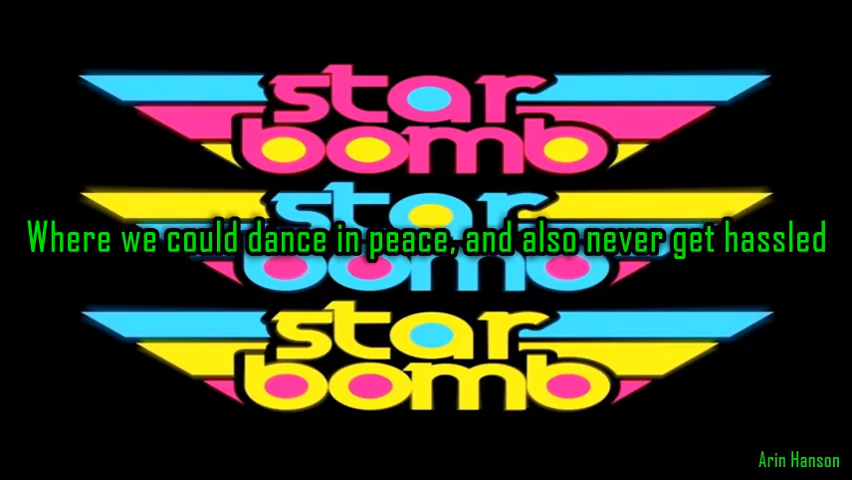 star
bomb
star
Where we could dance in peace, and also never get hassled
bomb
star
bomb
Arin Hanson